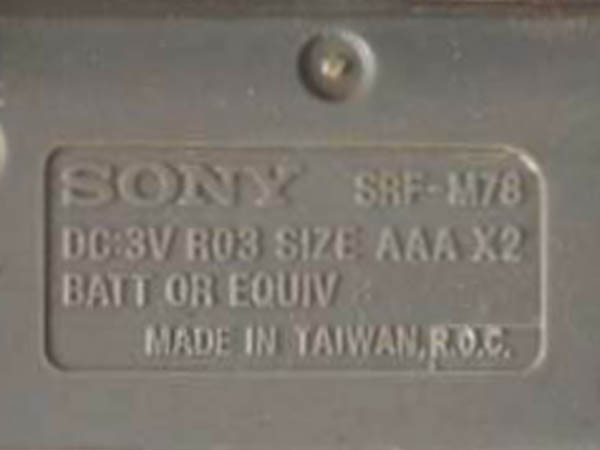 SONY SRF-M78
DC:3V R03 SIZE AAA X2
BATT OR EQUIV
MADE IN TAIWAN,R.O.C.